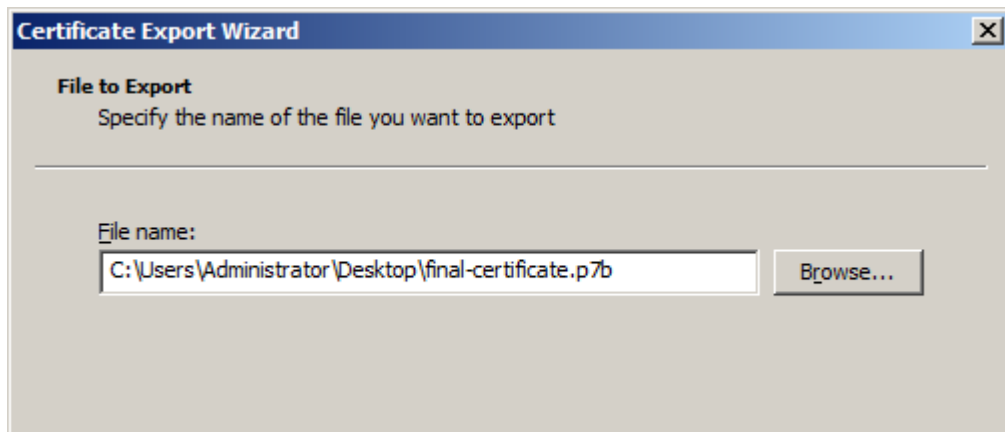 Certificate Export Wizard
File to Export
Specify the name of the file you want to export
File name:
C:\Users\Administrator\Desktop\final-certificate.p7b
Browse...